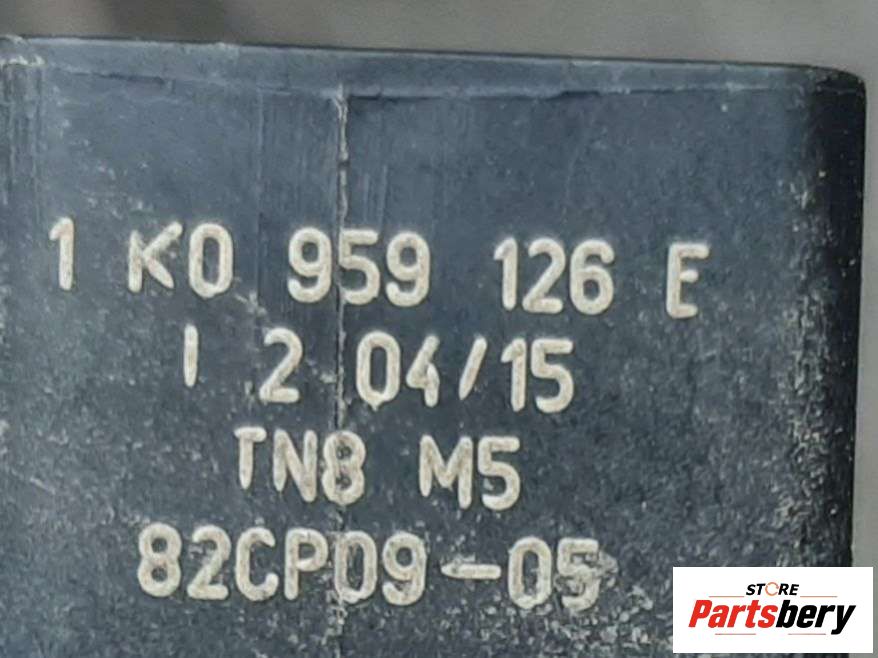 1 K0 959 126 E
I 2 04/15
TN8 M5
82CP09-05
STORE
Partsbery